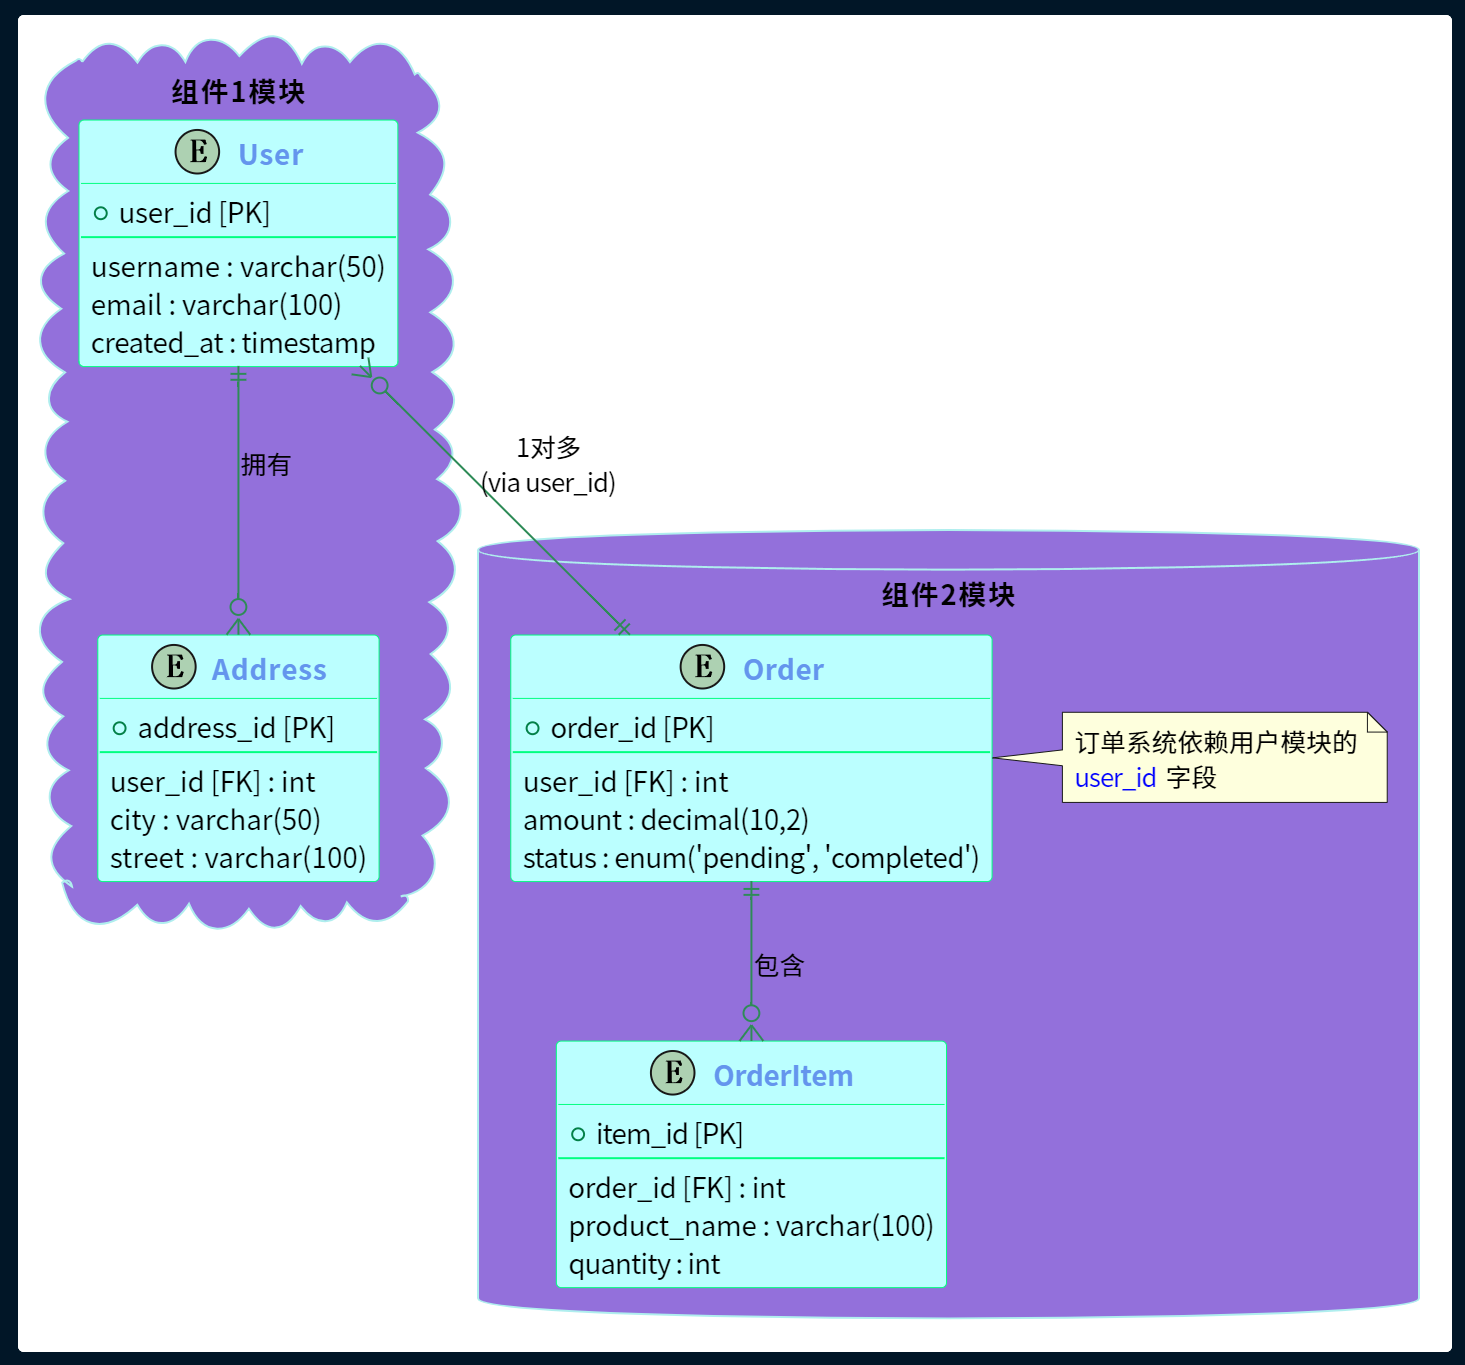 组件1模块
E User
user_id [PK]
username : varchar(50)
email : varchar(100)
created_at : timestamp
拥有
1对多
(via user_id)
E Address
address_id [PK]
user_id [FK] : int
city : varchar(50)
street : varchar(100)
组件2模块
E Order
order_id [PK]
user_id [FK] : int
amount : decimal(10,2)
status : enum('pending', 'completed')
订单系统依赖用户模块的
user_id 字段
包含
E OrderItem
item_id [PK]
order_id [FK] : int
product_name : varchar(100)
quantity : int